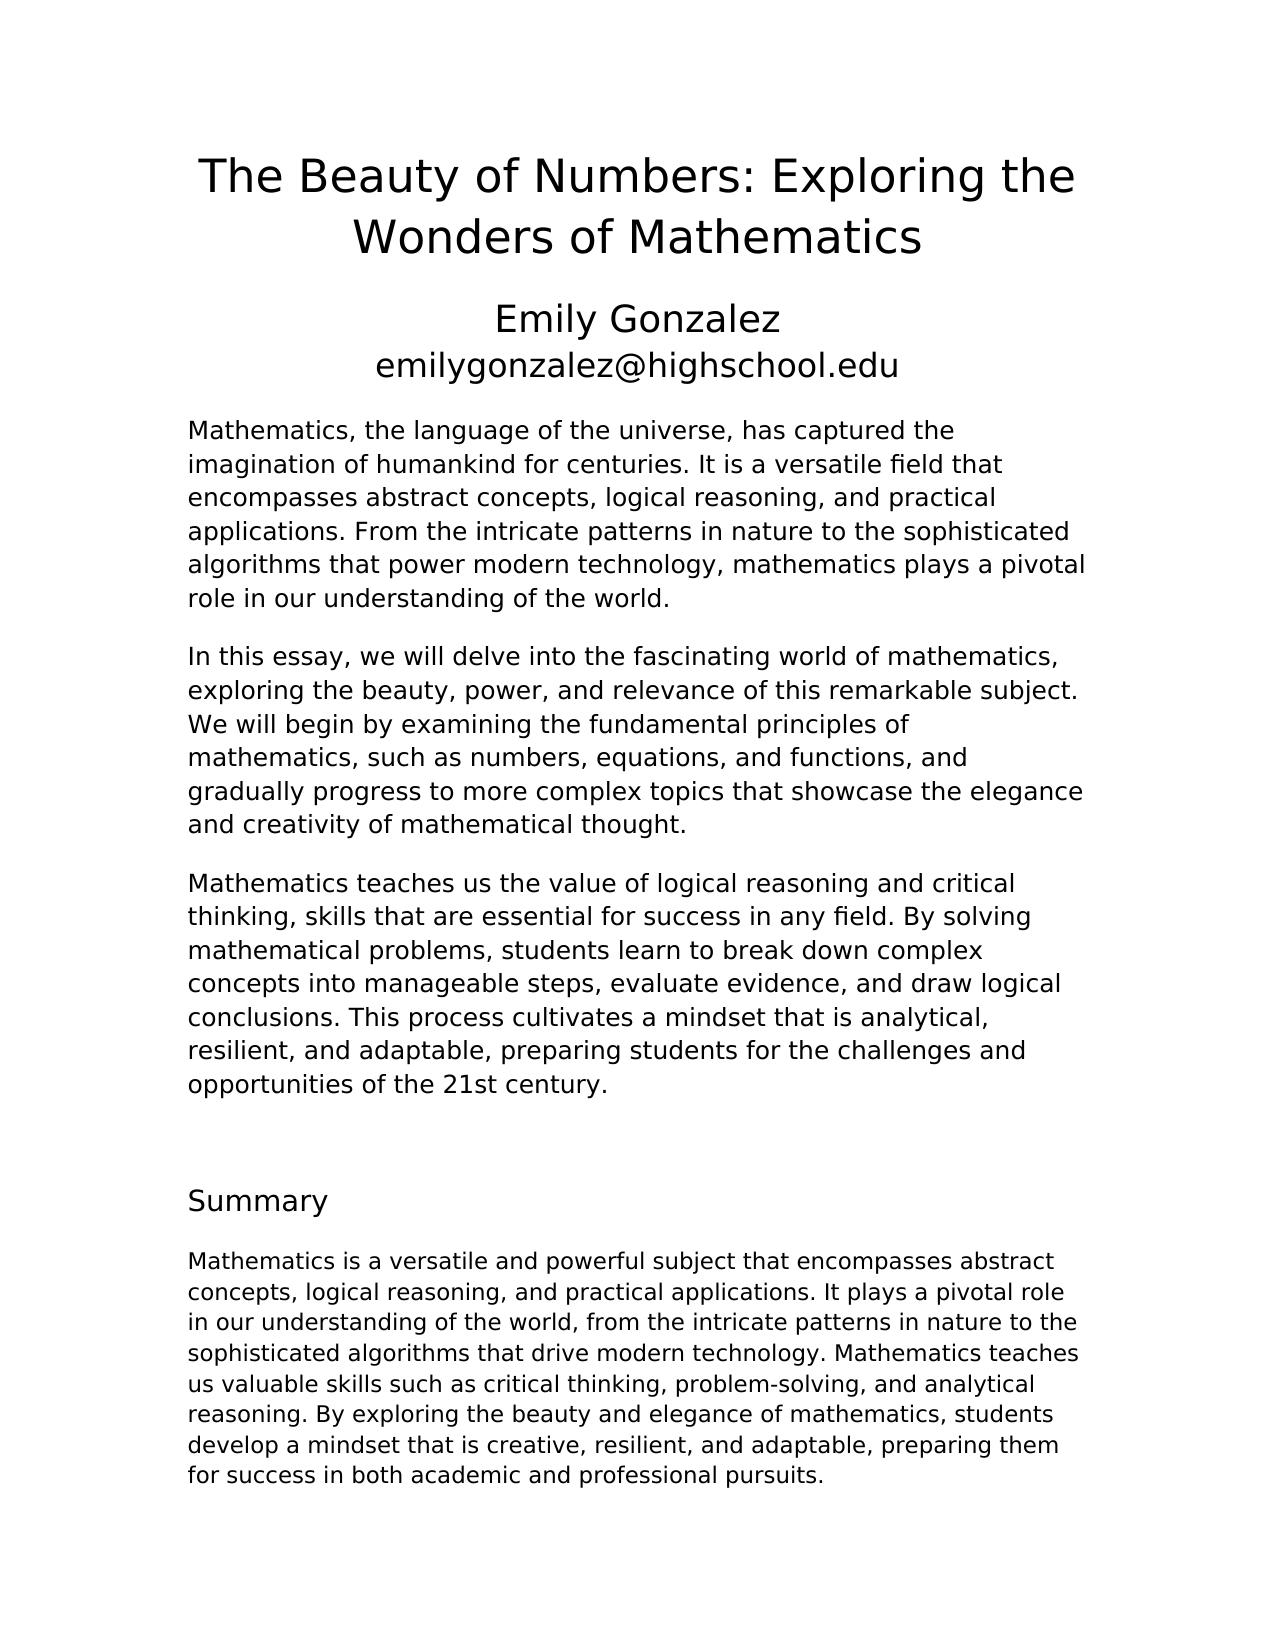 The Beauty of Numbers: Exploring the
Wonders of Mathematics
Emily Gonzalez
emilygonzalez@highschool.edu
Mathematics, the language of the universe, has captured the
imagination of humankind for centuries. It is a versatile field that
encompasses abstract concepts, logical reasoning, and practical
applications. From the intricate patterns in nature to the sophisticated
algorithms that power modern technology, mathematics plays a pivotal
role in our understanding of the world.
In this essay, we will delve into the fascinating world of mathematics,
exploring the beauty, power, and relevance of this remarkable subject.
We will begin by examining the fundamental principles of
mathematics, such as numbers, equations, and functions, and
gradually progress to more complex topics that showcase the elegance
and creativity of mathematical thought.
Mathematics teaches us the value of logical reasoning and critical
thinking, skills that are essential for success in any field. By solving
mathematical problems, students learn to break down complex
concepts into manageable steps, evaluate evidence, and draw logical
conclusions. This process cultivates a mindset that is analytical,
resilient, and adaptable, preparing students for the challenges and
opportunities of the 21st century.
Summary
Mathematics is a versatile and powerful subject that encompasses abstract
concepts, logical reasoning, and practical applications. It plays a pivotal role
in our understanding of the world, from the intricate patterns in nature to the
sophisticated algorithms that drive modern technology. Mathematics teaches
us valuable skills such as critical thinking, problem-solving, and analytical
reasoning. By exploring the beauty and elegance of mathematics, students
develop a mindset that is creative, resilient, and adaptable, preparing them
for success in both academic and professional pursuits.